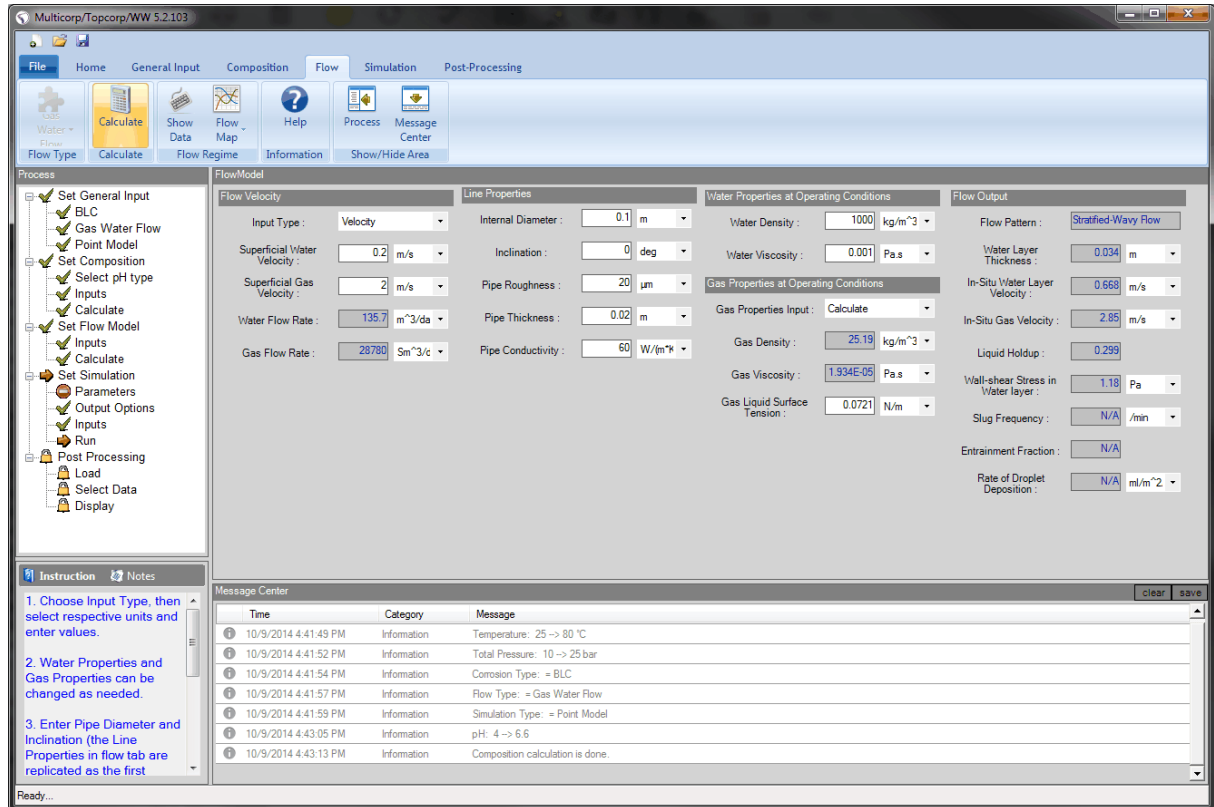 Multicorp/Topcorp/WW 5.2.103
File Home General Input Composition Flow Simulation Post-Processing
Water
Flow
Calculate
Show Data
Flow Map
Help
Process
Message Center
Flow Type Calculate Flow Regime Information Show/Hide Area
Process
Set General Input
BLC
Gas Water Flow
Point Model
Set Composition
Select pH type
Inputs
Calculate
Set Flow Model
Inputs
Calculate
Set Simulation
Parameters
Output Options
Inputs
Run
Post Processing
Load
Select Data
Display
Instruction Notes
1. Choose Input Type, then
select respective units and
enter values.
2. Water Properties and
Gas Properties can be
changed as needed.
3. Enter Pipe Diameter and
Inclination (the Line
Properties in flow tab are
replicated as the first
FlowModel
Flow Velocity
Input Type : Velocity
Superficial Water Velocity : 0.2 m/s
Superficial Gas Velocity : 2 m/s
Water Flow Rate : 135.7 m^3/da
Gas Flow Rate : 28780 Sm^3/c
Line Properties
Internal Diameter : 0.1 m
Inclination : 0 deg
Pipe Roughness : 20 µm
Pipe Thickness : 0.02 m
Pipe Conductivity : 60 W/(m*K
Water Properties at Operating Conditions
Water Density : 1000 kg/m^3
Water Viscosity : 0.001 Pa.s
Gas Properties at Operating Conditions
Gas Properties Input : Calculate
Gas Density : 25.19 kg/m^3
Gas Viscosity : 1.934E-05 Pa.s
Gas Liquid Surface Tension : 0.0721 N/m
Flow Output
Flow Pattern : Stratified-Wavy Flow
Water Layer Thickness : 0.034 m
In-Situ Water Layer Velocity : 0.668 m/s
In-Situ Gas Velocity : 2.85 m/s
Liquid Holdup : 0.299
Wall-shear Stress in Water layer : 1.18 Pa
Slug Frequency : N/A /min
Entrainment Fraction : N/A
Rate of Droplet Deposition : N/A ml/m^2
Message Center clear save
Time Category Message
10/9/2014 4:41:49 PM Information Temperature: 25 --> 80 °C
10/9/2014 4:41:52 PM Information Total Pressure: 10 --> 25 bar
10/9/2014 4:41:54 PM Information Corrosion Type: = BLC
10/9/2014 4:41:57 PM Information Flow Type: = Gas Water Flow
10/9/2014 4:41:59 PM Information Simulation Type: = Point Model
10/9/2014 4:43:05 PM Information pH: 4 --> 6.6
10/9/2014 4:43:13 PM Information Composition calculation is done.
Ready...